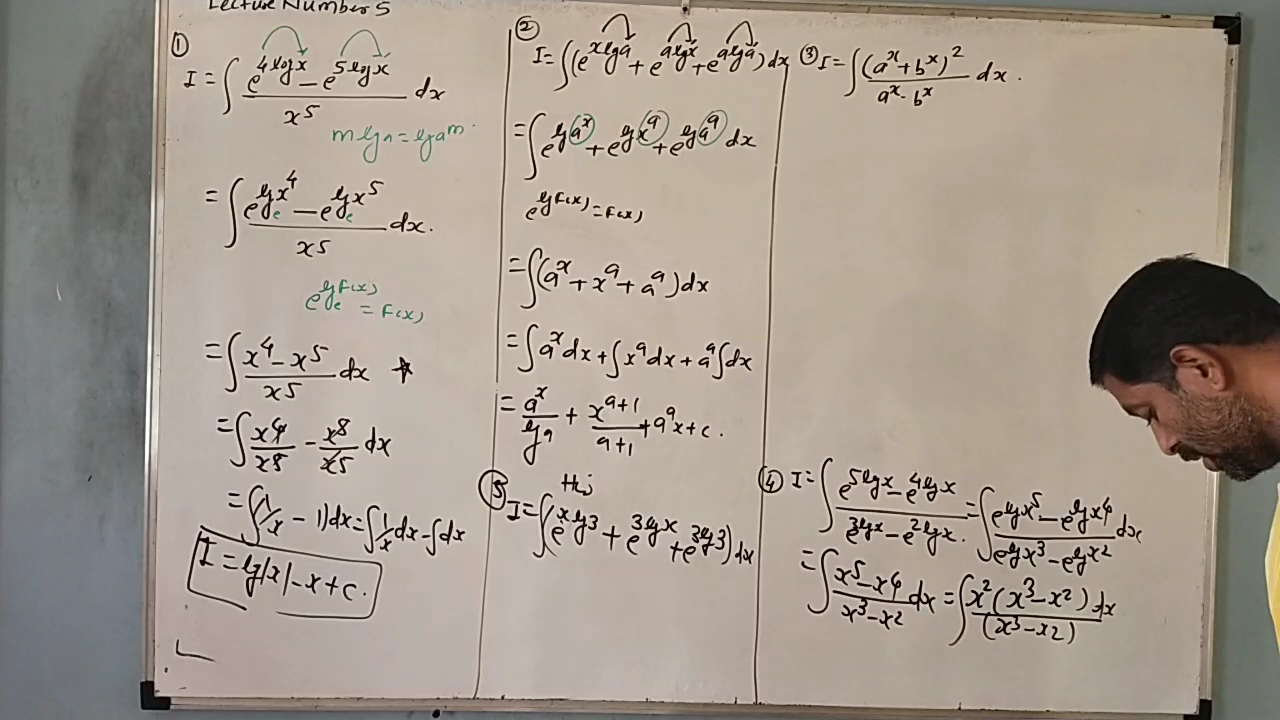 Lecture Number 5
①
I = ∫ (e^{4 log x} - e^{5 log x}) / x^5 dx
m log n = log a^m.
= ∫ (e^{log_e x^4} - e^{log_e x^5}) / x^5 dx.
e^{log_e F(x)} = F(x)
= ∫ (x^4 - x^5) / x^5 dx
= ∫ x^4/x^5 - x^5/x^5 dx
= ∫ (1/x - 1) dx = ∫ 1/x dx - ∫ dx
I = log|x| - x + c.
②
I = ∫ (e^{x log a} + e^{a log x} + e^{a log a}) dx
= ∫ e^{log a^x} + e^{log x^a} + e^{log a^a} dx
e^{log F(x)} = F(x)
= ∫ (a^x + x^a + a^a) dx
= ∫ a^x dx + ∫ x^a dx + a^a ∫ dx
= a^x / log a + x^{a+1} / (a+1) + a^a x + c.
H.w
③ I = ∫ (e^{x log 3} + e^{3 log x} + e^{3 log 3}) dx
③ I = ∫ (a^x + b^x)^2 / (a^x · b^x) dx.
④ I = ∫ (e^{5 log x} - e^{4 log x}) / (e^{3 log x} - e^{2 log x}). = ∫ (e^{log x^5} - e^{log x^4}) / (e^{log x^3} - e^{log x^2}) dx
= ∫ (x^5 - x^4) / (x^3 - x^2) dx = ∫ x^2 (x^3 - x^2) / (x^3 - x^2) dx